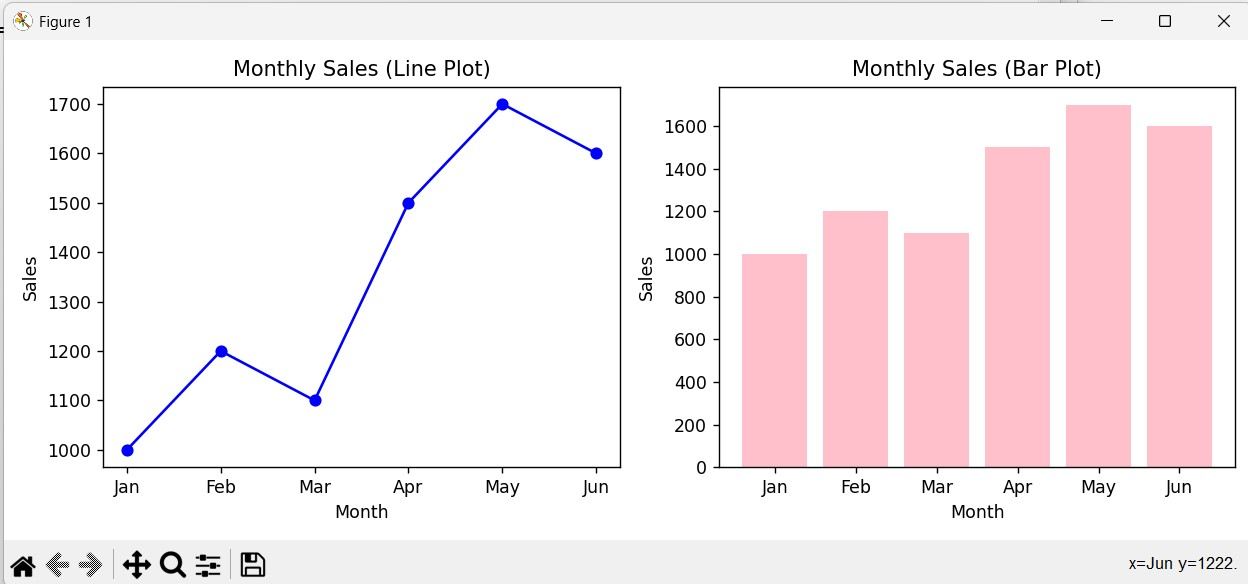 Figure 1
Monthly Sales (Line Plot)
1700
1600
1500
1400
1300
1200
1100
1000
Sales
Jan Feb Mar Apr May Jun
Month
Monthly Sales (Bar Plot)
1600
1400
1200
1000
800
600
400
200
0
Sales
Jan Feb Mar Apr May Jun
Month
x=Jun y=1222.